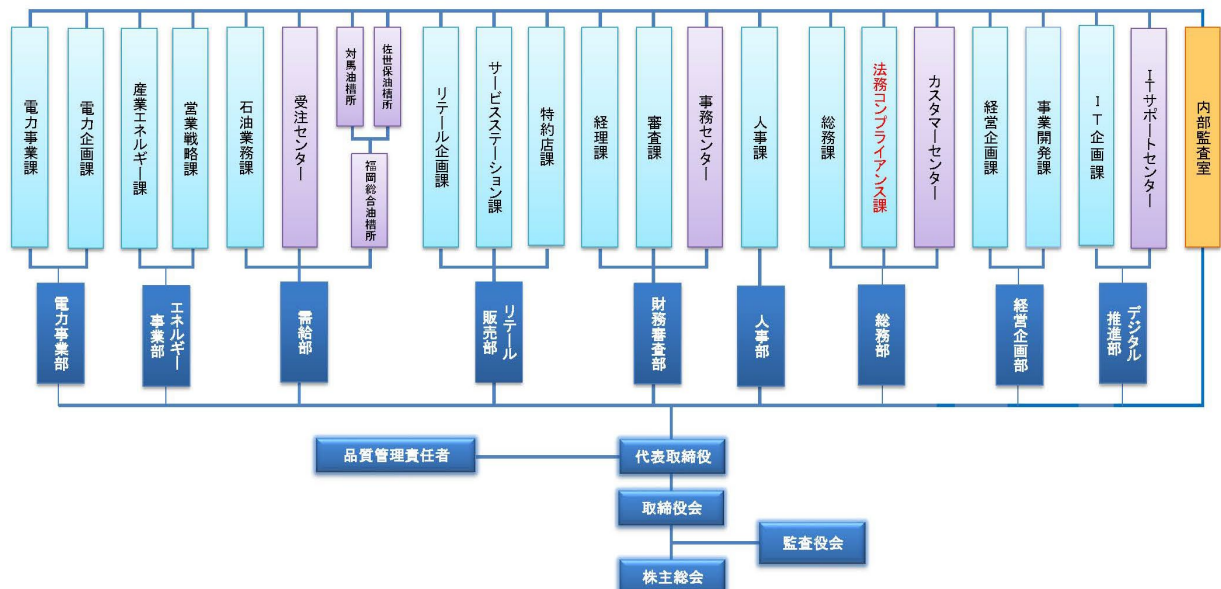 電力事業課
電力企画課
産業エネルギー課
営業戦略課
石油業務課
受注センター
対馬油槽所
佐世保油槽所
福岡総合油槽所
リテール企画課
サービスステーション課
特約店課
経理課
審査課
事務センター
人事課
総務課
法務コンプライアンス課
カスタマーセンター
経営企画課
事業開発課
IT企画課
ITサポートセンター
内部監査室
電力事業部
エネルギー
事業部
需給部
リテール
販売部
財務審査部
人事部
総務部
経営企画部
デジタル
推進部
品質管理責任者
代表取締役
取締役会
監査役会
株主総会